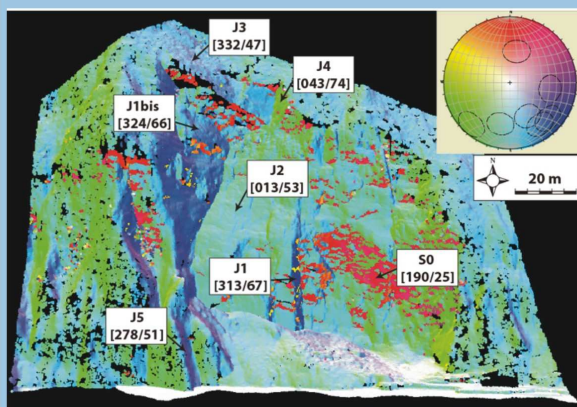 J3
[332/47]
J4
[043/74]
J1bis
[324/66]
N
20 m
J2
[013/53]
J1
[313/67]
S0
[190/25]
J5
[278/51]